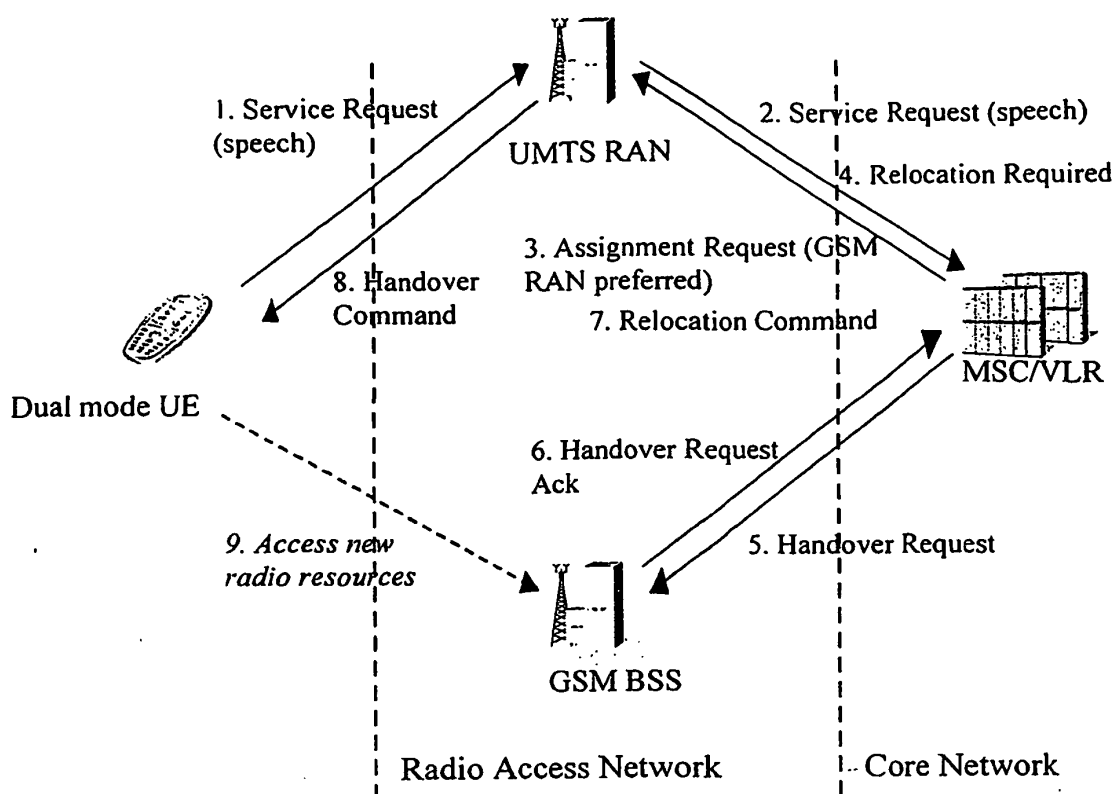 1. Service Request
(speech)
UMTS RAN
2. Service Request (speech)
4. Relocation Required
3. Assignment Request (GSM
RAN preferred)
8. Handover
Command
7. Relocation Command
MSC/VLR
Dual mode UE
6. Handover Request
Ack
9. Access new
radio resources
5. Handover Request
GSM BSS
Radio Access Network
Core Network